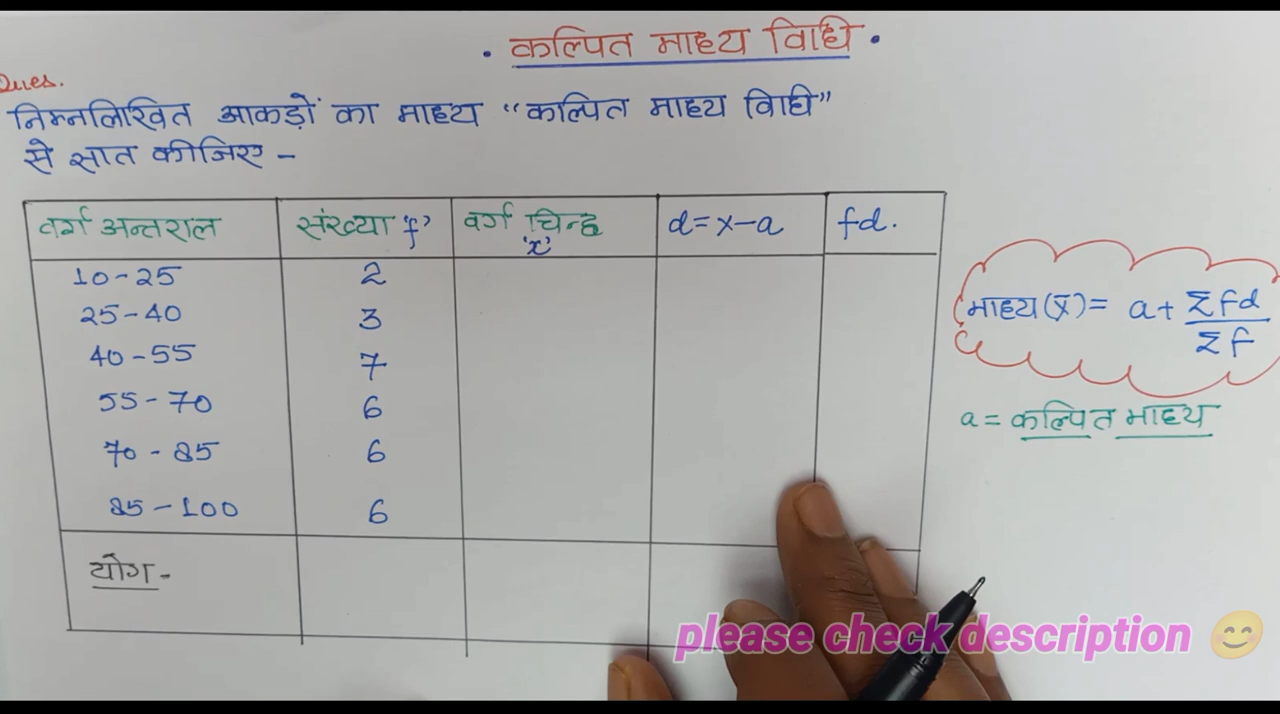 • कल्पित माध्य विधि •
Ques.
निम्नलिखित आकड़ों का माध्य “कल्पित माध्य विधि”
से ज्ञात कीजिए –
वर्ग अन्तराल संख्या 'f' वर्ग चिन्ह 'x' d=x-a fd.
10-25 2
25-40 3
40-55 7
55-70 6
70-85 6
85-100 6
योग-
माध्य(x̄)= a+ Σfd/Σf
a= कल्पित माध्य
please check description 😊